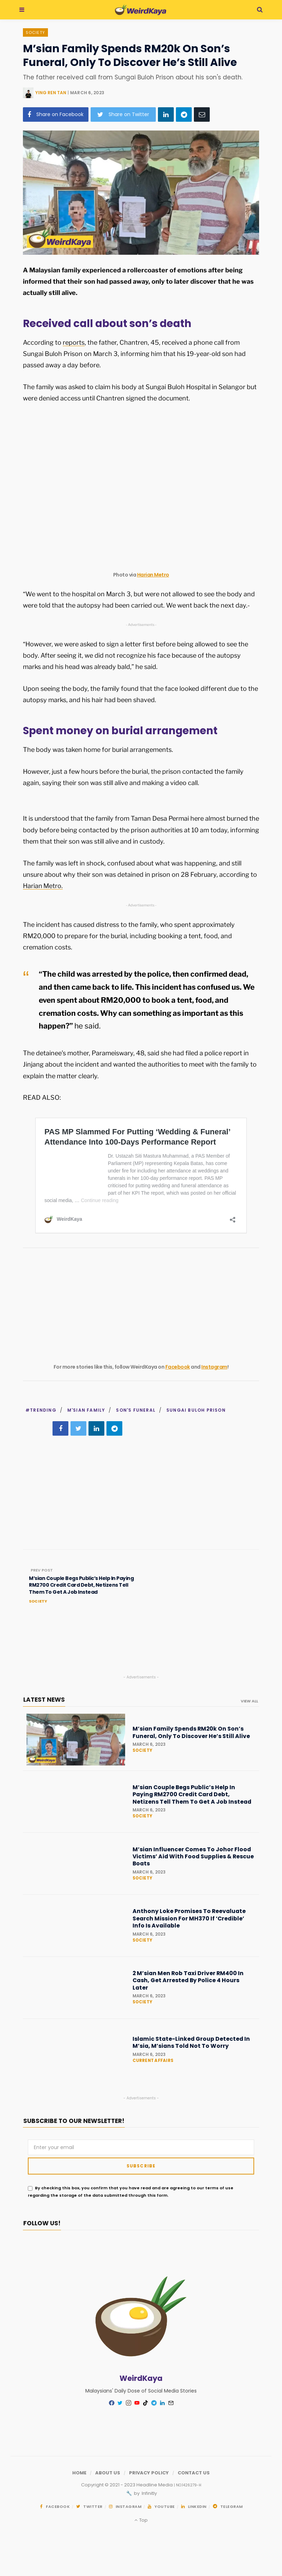 WeirdKaya
SOCIETY
M’sian Family Spends RM20k On Son’s
Funeral, Only To Discover He’s Still Alive
The father received call from Sungai Buloh Prison about his son's death.
/ MARCH 6, 2023
Share on Facebook
Share on Twitter
WeirdKaya
A Malaysian family experienced a rollercoaster of emotions after being
informed that their son had passed away, only to later discover that he was
actually still alive.
Received call about son’s death
According to reports, the father, Chantren, 45, received a phone call from
Sungai Buloh Prison on March 3, informing him that his 19-year-old son had
passed away a day before.
The family was asked to claim his body at Sungai Buloh Hospital in Selangor but
were denied access until Chantren signed the document.
Photo via Harian Metro
“We went to the hospital on March 3, but were not allowed to see the body and
were told the autopsy had been carried out. We went back the next day.-
- Advertisements -
“However, we were asked to sign a letter first before being allowed to see the
body. After seeing it, we did not recognise his face because of the autopsy
marks and his head was already bald,” he said.
Upon seeing the body, the family found that the face looked different due to the
autopsy marks, and his hair had been shaved.
Spent money on burial arrangement
The body was taken home for burial arrangements.
However, just a few hours before the burial, the prison contacted the family
again, saying their son was still alive and making a video call.
It is understood that the family from Taman Desa Permai here almost buried the
body before being contacted by the prison authorities at 10 am today, informing
them that their son was still alive and in custody.
The family was left in shock, confused about what was happening, and still
unsure about why their son was detained in prison on 28 February, according to
Harian Metro.
- Advertisements -
The incident has caused distress to the family, who spent approximately
RM20,000 to prepare for the burial, including booking a tent, food, and
cremation costs.
“The child was arrested by the police, then confirmed dead,
and then came back to life. This incident has confused us. We
even spent about RM20,000 to book a tent, food, and
cremation costs. Why can something as important as this
happen?” he said.
The detainee’s mother, Parameiswary, 48, said she had filed a police report in
Jinjang about the incident and wanted the authorities to meet with the family to
explain the matter clearly.
READ ALSO:
PAS MP Slammed For Putting ‘Wedding & Funeral’
Attendance Into 100-Days Performance Report
Dr. Ustazah Siti Mastura Muhammad, a PAS Member of
Parliament (MP) representing Kepala Batas, has come
under fire for including her attendance at weddings and
funerals in her 100-day performance report. PAS MP
criticised for putting wedding and funeral attendance as
part of her KPI The report, which was posted on her official
social media, … Continue reading
WeirdKaya
For more stories like this, follow WeirdKaya on Facebook and Instagram!
#TRENDING / M'SIAN FAMILY / SON'S FUNERAL / SUNGAI BULOH PRISON
PREV POST
M’sian Couple Begs Public’s Help In Paying
RM2700 Credit Card Debt, Netizens Tell
Them To Get A Job Instead
SOCIETY
- Advertisements -
LATEST NEWS
VIEW ALL
WeirdKaya
M’sian Family Spends RM20k On Son’s
Funeral, Only To Discover He’s Still Alive
MARCH 6, 2023
SOCIETY
M’sian Couple Begs Public’s Help In
Paying RM2700 Credit Card Debt,
Netizens Tell Them To Get A Job Instead
MARCH 6, 2023
SOCIETY
M’sian Influencer Comes To Johor Flood
Victims’ Aid With Food Supplies & Rescue
Boats
MARCH 6, 2023
SOCIETY
Anthony Loke Promises To Reevaluate
Search Mission For MH370 If ‘Credible’
Info Is Available
MARCH 6, 2023
SOCIETY
2 M’sian Men Rob Taxi Driver RM400 In
Cash, Get Arrested By Police 4 Hours
Later
MARCH 6, 2023
SOCIETY
Islamic State-Linked Group Detected In
M’sia, M’sians Told Not To Worry
MARCH 6, 2023
CURRENT AFFAIRS
- Advertisements -
SUBSCRIBE TO OUR NEWSLETTER!
Enter your email
SUBSCRIBE
By checking this box, you confirm that you have read and are agreeing to our terms of use
regarding the storage of the data submitted through this form.
FOLLOW US!
WeirdKaya
Malaysians' Daily Dose of Social Media Stories
HOME / ABOUT US / PRIVACY POLICY / CONTACT US
by Infinity
FACEBOOK TWITTER INSTAGRAM YOUTUBE LINKEDIN TELEGRAM
Top